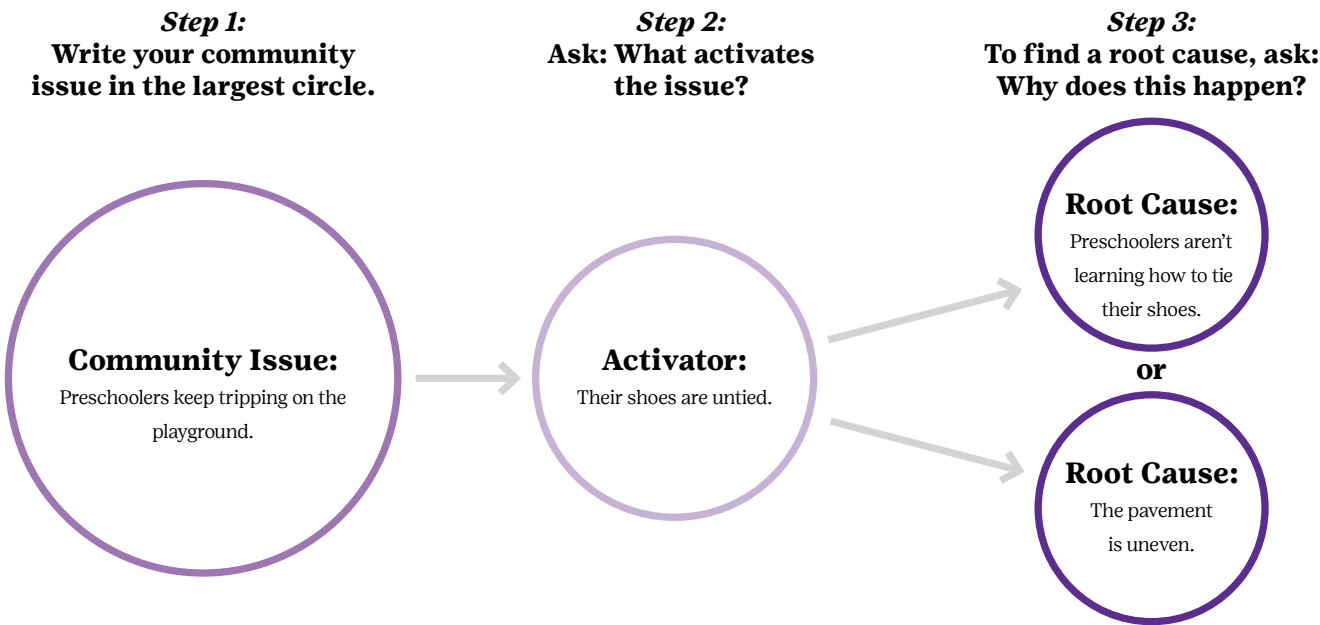 Step 1:
Write your community
issue in the largest circle.
Step 2:
Ask: What activates
the issue?
Step 3:
To find a root cause, ask:
Why does this happen?
Community Issue:
Preschoolers keep tripping on the
playground.
Activator:
Their shoes are untied.
Root Cause:
Preschoolers aren’t
learning how to tie
their shoes.
or
Root Cause:
The pavement
is uneven.